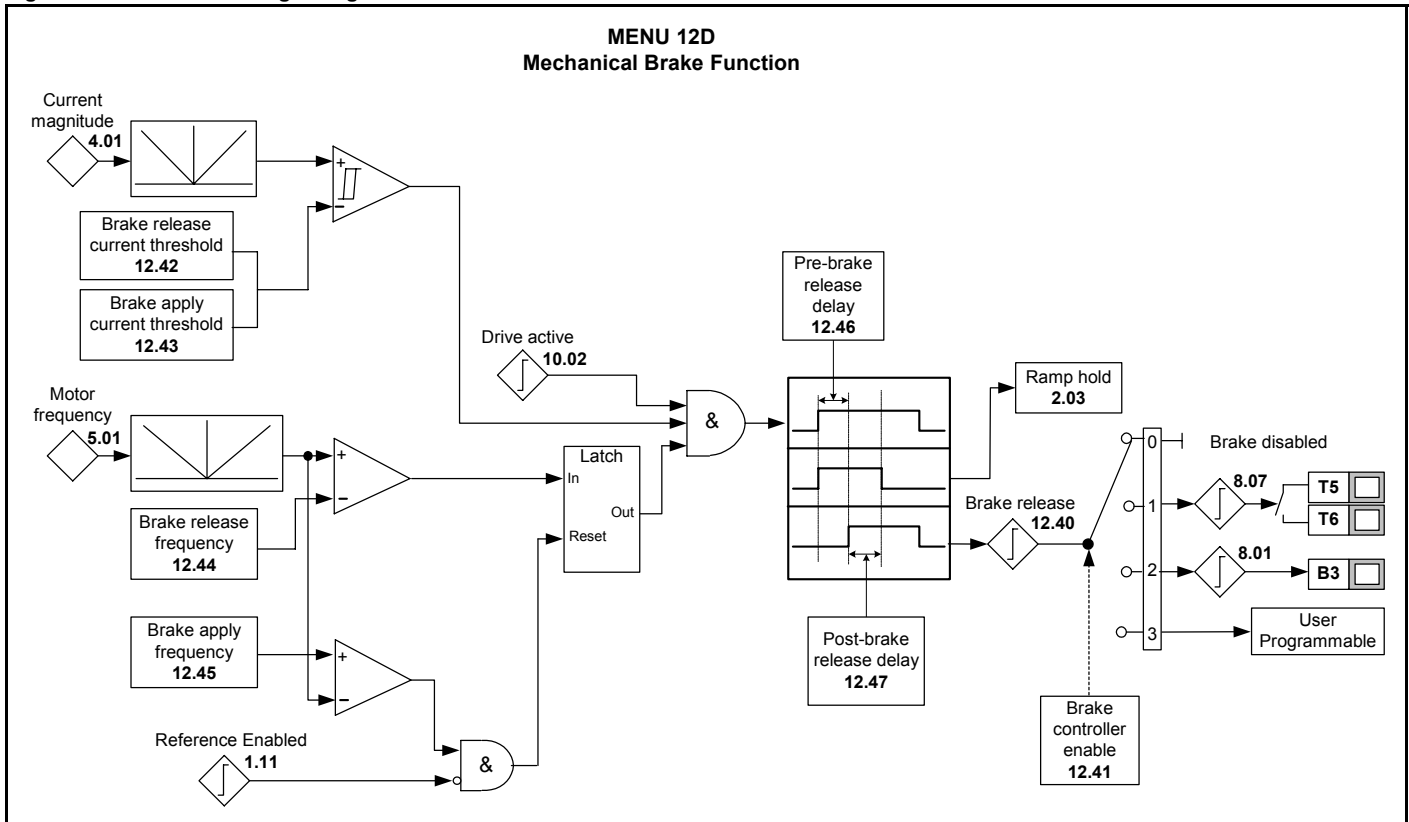 MENU 12D
Mechanical Brake Function
Current
magnitude
4.01
+
−
Brake release
current threshold
12.42
Brake apply
current threshold
12.43
Drive active
10.02
Motor
frequency
5.01
+
−
Brake release
frequency
12.44
Latch
In
Out
Reset
&
Brake apply
frequency
12.45
+
−
Reference Enabled
1.11
&
Pre-brake
release
delay
12.46
Ramp hold
2.03
Post-brake
release delay
12.47
Brake release
12.40
0
Brake disabled
1
8.07
T5
T6
2
8.01
B3
3
User
Programmable
Brake
controller
enable
12.41